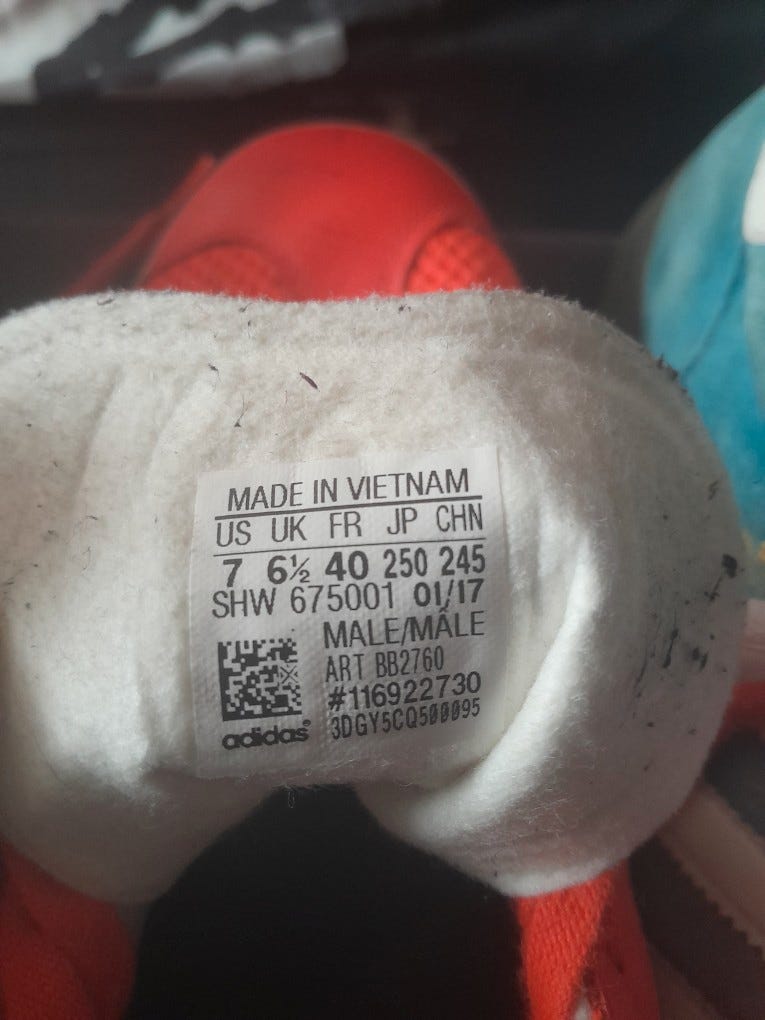 MADE IN VIETNAM
US UK FR JP CHN
7 6½ 40 250 245
SHW 675001 01/17
MALE/MÂLE
ART BB2760
#116922730
3DGY5CQ500095
adidas®